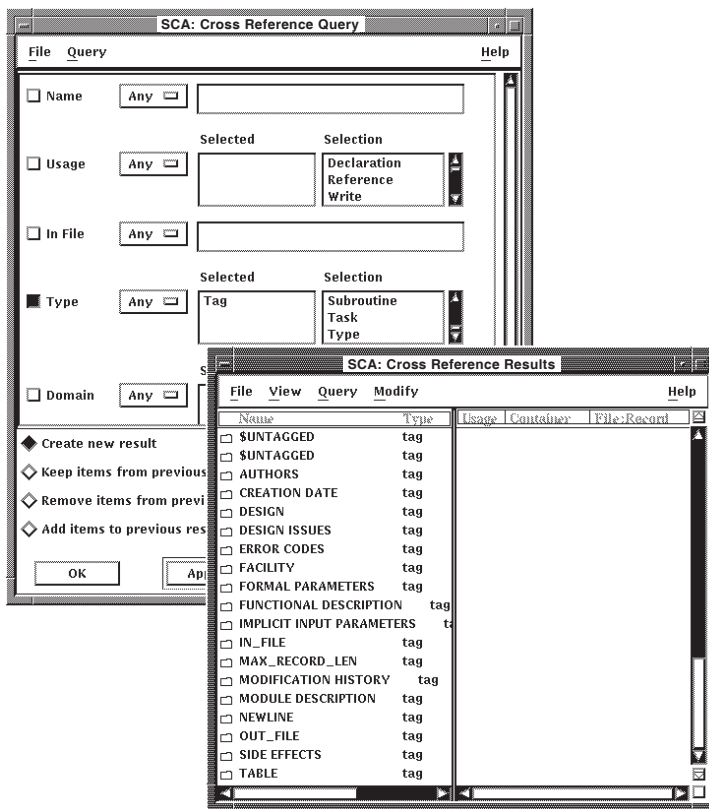 SCA: Cross Reference Query
File Query Help
Name Any
Selected Selection
Usage Any Declaration
Reference
Write
In File Any
Selected Selection
Type Any Tag Subroutine
Task
Type
Domain Any
Create new result
Keep items from previous
Remove items from previ
Add items to previous res
OK Ap
SCA: Cross Reference Results
File View Query Modify Help
Name Type Usage Container File:Record
$UNTAGGED tag
$UNTAGGED tag
AUTHORS tag
CREATION DATE tag
DESIGN tag
DESIGN ISSUES tag
ERROR CODES tag
FACILITY tag
FORMAL PARAMETERS tag
FUNCTIONAL DESCRIPTION tag
IMPLICIT INPUT PARAMETERS ta
IN_FILE tag
MAX_RECORD_LEN tag
MODIFICATION HISTORY tag
MODULE DESCRIPTION tag
NEWLINE tag
OUT_FILE tag
SIDE EFFECTS tag
TABLE tag